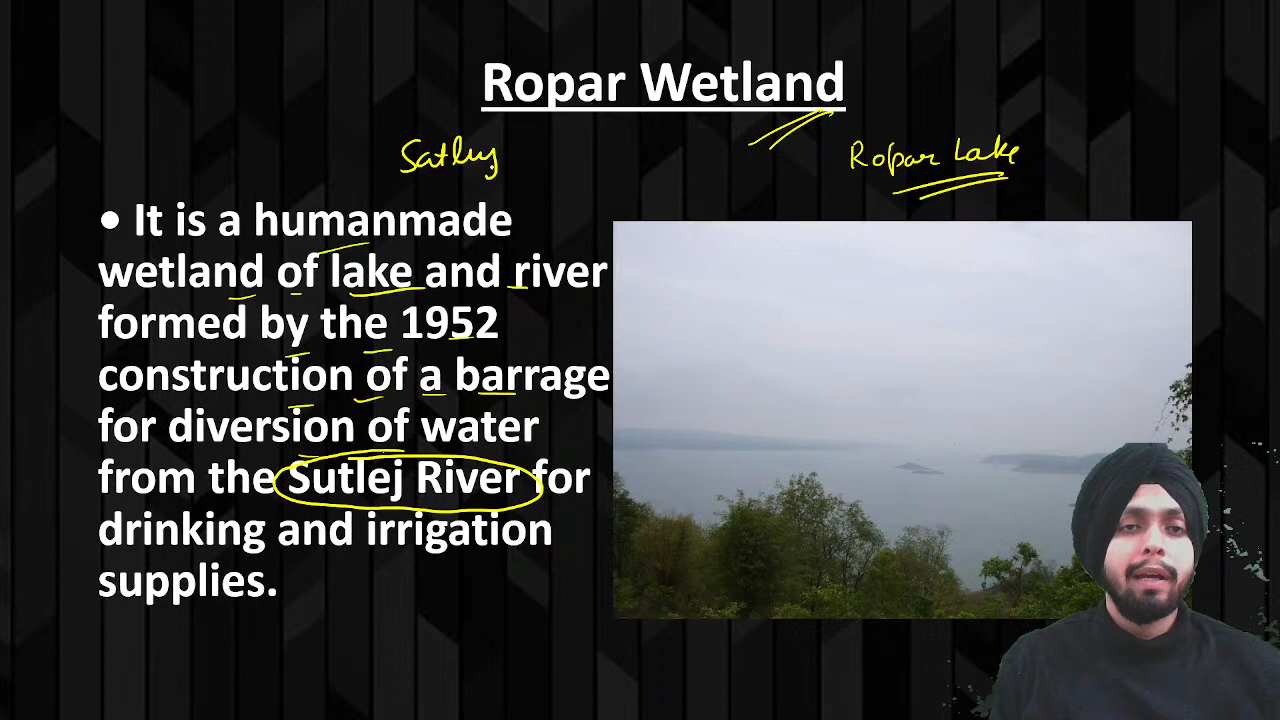 Ropar Wetland
Satluj
Ropar Lake
• It is a humanmade
wetland of lake and river
formed by the 1952
construction of a barrage
for diversion of water
from the Sutlej River for
drinking and irrigation
supplies.